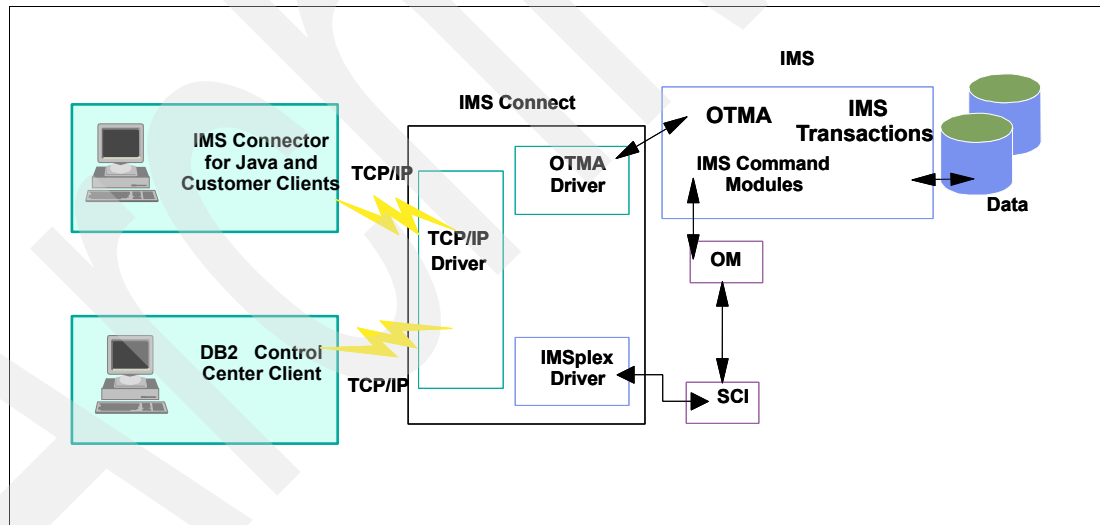 IMS
IMS Connect
IMS Connector
for Java and
Customer Clients
TCP/IP
TCP/IP
Driver
OTMA
Driver
OTMA
IMS
Transactions
IMS Command
Modules
Data
OM
DB2 Control
Center Client
TCP/IP
IMSplex
Driver
SCI